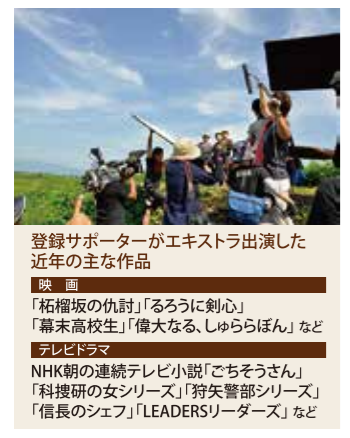 登録サポーターがエキストラ出演した
近年の主な作品
映　画
「柘榴坂の仇討」「るろうに剣心」
「幕末高校生」「偉大なる、しゅららぼん」 など
テレビドラマ
NHK朝の連続テレビ小説「ごちそうさん」
「科捜研の女シリーズ」「狩矢警部シリーズ」
「信長のシェフ」「LEADERSリーダーズ」 など